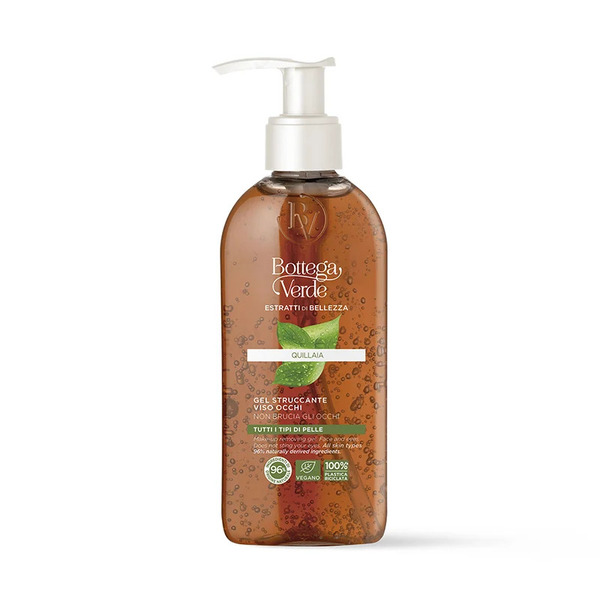 BV
Bottega
Verde
ESTRATTI DI BELLEZZA
QUILLAIA
GEL STRUCCANTE
VISO OCCHI
NON BRUCIA GLI OCCHI
TUTTI I TIPI DI PELLE
Make-up removing gel. Face and eyes.
Does not sting your eyes. All skin types.
96% naturally derived ingredients.
96%
VEGANO
100%
PLASTICA
RICICLATA